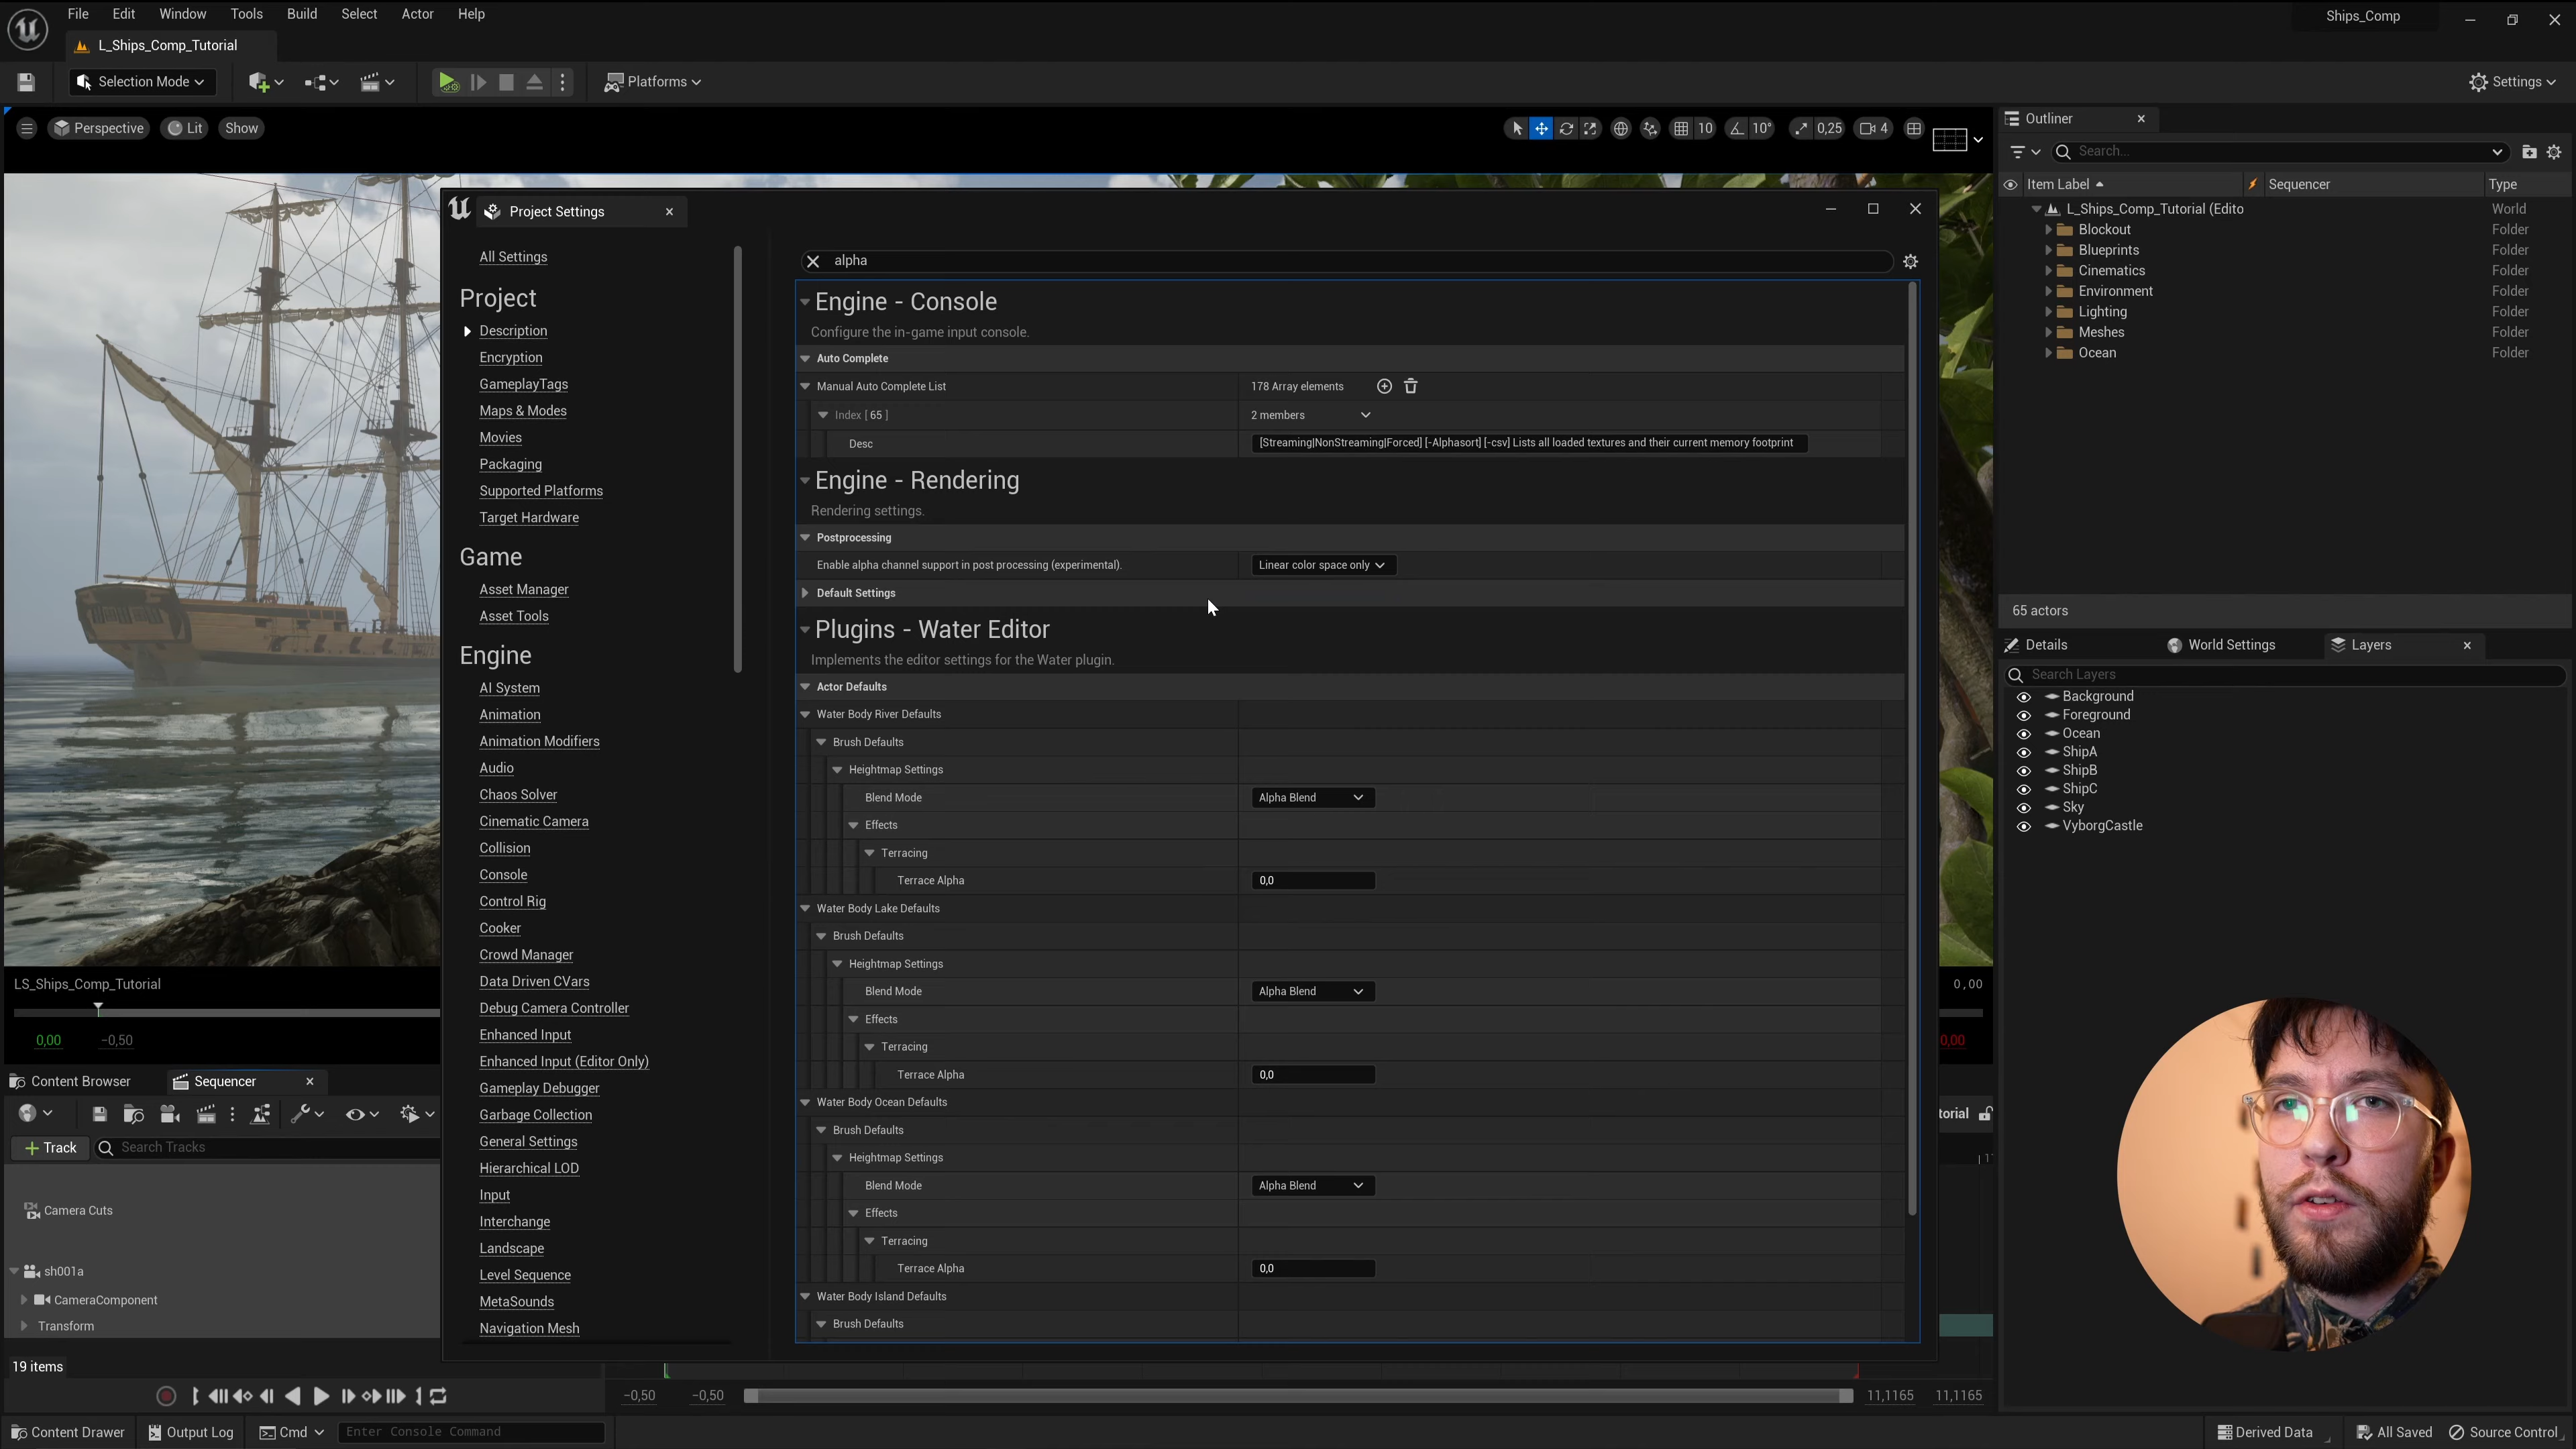 File Edit Window Tools Build Select Actor Help
Ships_Comp
L_Ships_Comp_Tutorial
Selection Mode
Platforms
Settings
Perspective
Lit
Show
10
10°
0,25
4
Outliner
Search...
Item Label
Sequencer
Type
L_Ships_Comp_Tutorial (Edito
World
Blockout
Folder
Blueprints
Folder
Cinematics
Folder
Environment
Folder
Lighting
Folder
Meshes
Folder
Ocean
Folder
65 actors
Details
World Settings
Layers
Search Layers
Background
Foreground
Ocean
ShipA
ShipB
ShipC
Sky
VyborgCastle
Project Settings
All Settings
Project
Description
Encryption
GameplayTags
Maps & Modes
Movies
Packaging
Supported Platforms
Target Hardware
Game
Asset Manager
Asset Tools
Engine
AI System
Animation
Animation Modifiers
Audio
Chaos Solver
Cinematic Camera
Collision
Console
Control Rig
Cooker
Crowd Manager
Data Driven CVars
Debug Camera Controller
Enhanced Input
Enhanced Input (Editor Only)
Gameplay Debugger
Garbage Collection
General Settings
Hierarchical LOD
Input
Interchange
Landscape
Level Sequence
MetaSounds
Navigation Mesh
alpha
Engine - Console
Configure the in-game input console.
Auto Complete
Manual Auto Complete List
178 Array elements
Index [ 65 ]
2 members
Desc
[Streaming|NonStreaming|Forced] [-Alphasort] [-csv] Lists all loaded textures and their current memory footprint
Engine - Rendering
Rendering settings.
Postprocessing
Enable alpha channel support in post processing (experimental).
Linear color space only
Default Settings
Plugins - Water Editor
Implements the editor settings for the Water plugin.
Actor Defaults
Water Body River Defaults
Brush Defaults
Heightmap Settings
Blend Mode
Alpha Blend
Effects
Terracing
Terrace Alpha
0,0
Water Body Lake Defaults
Brush Defaults
Heightmap Settings
Blend Mode
Alpha Blend
Effects
Terracing
Terrace Alpha
0,0
Water Body Ocean Defaults
Brush Defaults
Heightmap Settings
Blend Mode
Alpha Blend
Effects
Terracing
Terrace Alpha
0,0
Water Body Island Defaults
Brush Defaults
LS_Ships_Comp_Tutorial
0,00
0,00
−0,50
0,00
Content Browser
Sequencer
torial
Track
Search Tracks
Camera Cuts
sh001a
CameraComponent
Transform
19 items
−0,50
−0,50
11,1165
11,1165
Content Drawer
Output Log
Cmd
Enter Console Command
Derived Data
All Saved
Source Control